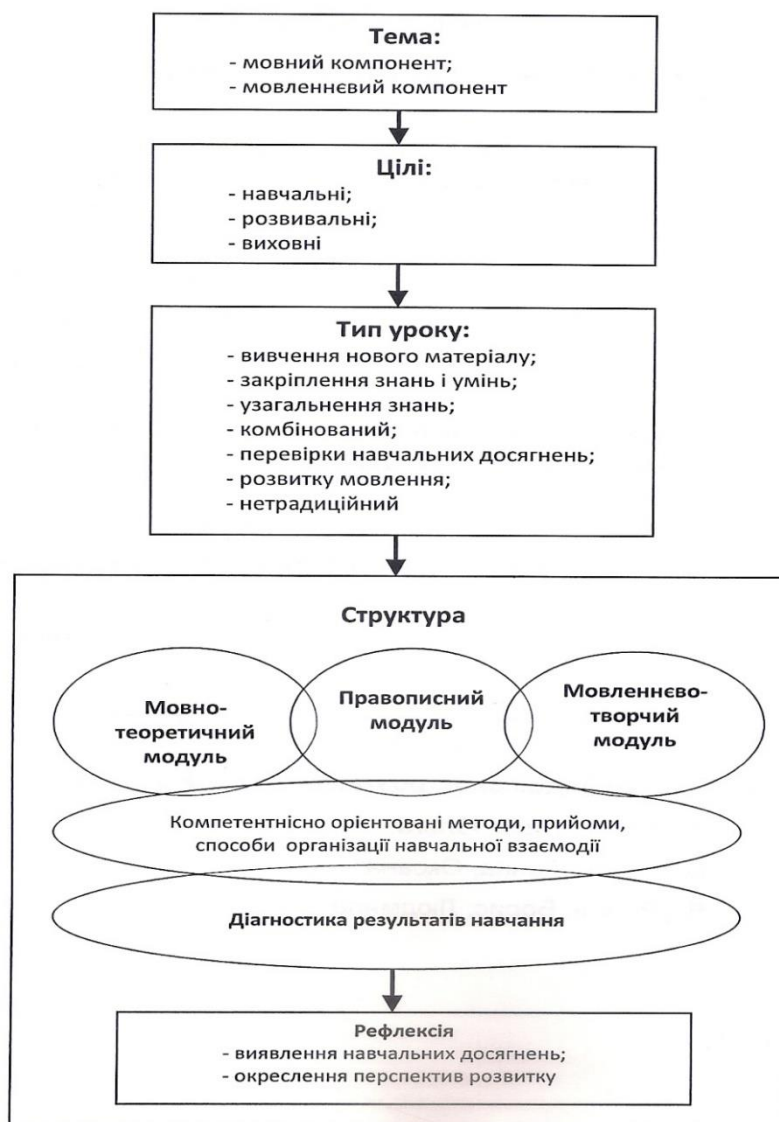 Тема:
- мовний компонент;
- мовленнєвий компонент
Цілі:
- навчальні;
- розвивальні;
- виховні
Тип уроку:
- вивчення нового матеріалу;
- закріплення знань і умінь;
- узагальнення знань;
- комбінований;
- перевірки навчальних досягнень;
- розвитку мовлення;
- нетрадиційний
Структура
Мовно-
теоретичний
модуль
Правописний
модуль
Мовленнєво-
творчий
модуль
Компетентнісно орієнтовані методи, прийоми,
способи організації навчальної взаємодії
Діагностика результатів навчання
Рефлексія
- виявлення навчальних досягнень;
- окреслення перспектив розвитку